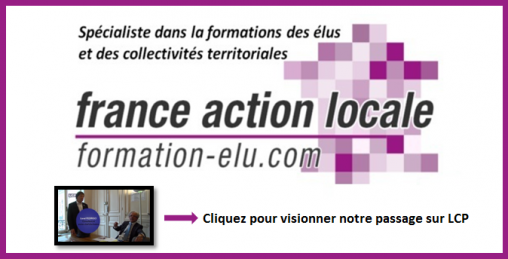 Spécialiste dans la formations des élus
et des collectivités territoriales
france action locale
formation-elu.com
Cliquez pour visionner notre passage sur LCP